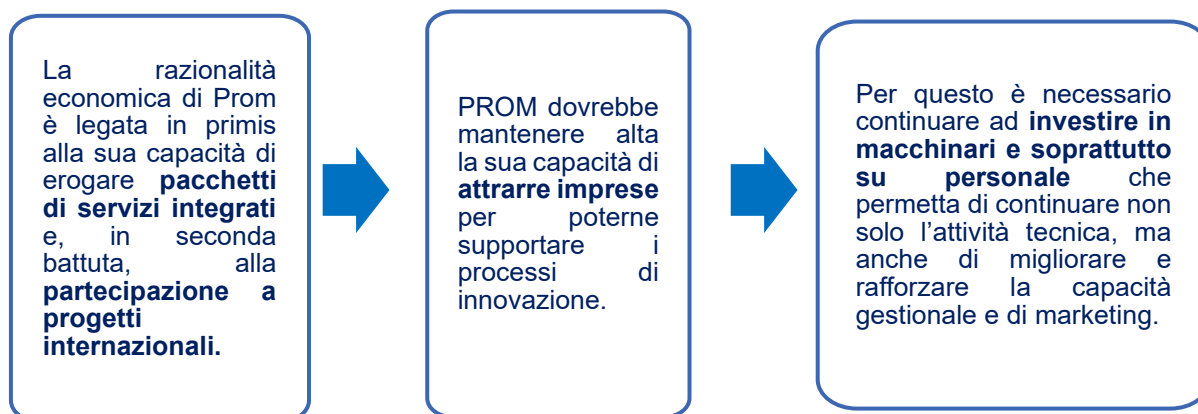 La razionalità
economica di Prom
è legata in primis
alla sua capacità di
erogare pacchetti
di servizi integrati
e, in seconda
battuta, alla
partecipazione a
progetti
internazionali.
PROM dovrebbe
mantenere alta
la sua capacità di
attrarre imprese
per poterne
supportare i
processi di
innovazione.
Per questo è necessario
continuare ad investire in
macchinari e soprattutto
su personale che
permetta di continuare non
solo l’attività tecnica, ma
anche di migliorare e
rafforzare la capacità
gestionale e di marketing.